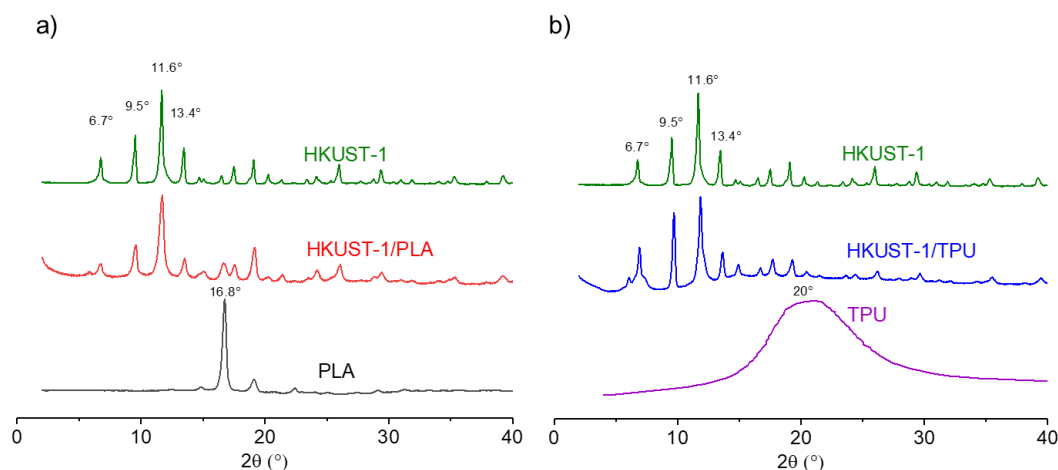 a)
11.6°
9.5°
13.4°
6.7°
HKUST-1
HKUST-1/PLA
16.8°
PLA
0 10 20 30 40
2θ (°)
b)
11.6°
9.5°
13.4°
6.7°
HKUST-1
HKUST-1/TPU
20°
TPU
0 10 20 30 40
2θ (°)